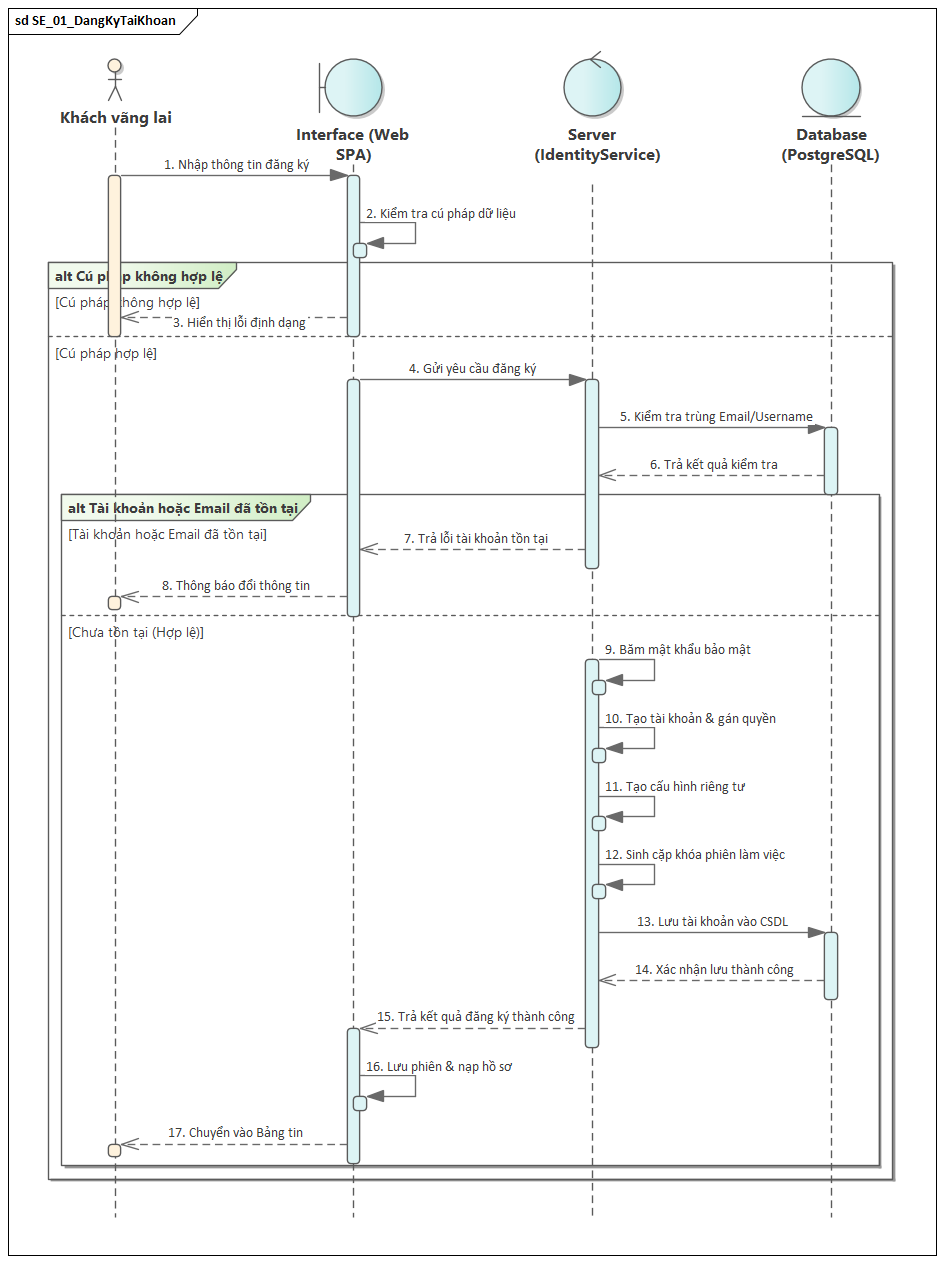 sd SE_01_DangKyTaiKhoan
Khách vãng lai
Interface (Web
SPA)
Server
(IdentityService)
Database
(PostgreSQL)
1. Nhập thông tin đăng ký
2. Kiểm tra cú pháp dữ liệu
alt Cú pháp không hợp lệ
[Cú pháp không hợp lệ]
3. Hiển thị lỗi định dạng
[Cú pháp hợp lệ]
4. Gửi yêu cầu đăng ký
5. Kiểm tra trùng Email/Username
6. Trả kết quả kiểm tra
alt Tài khoản hoặc Email đã tồn tại
[Tài khoản hoặc Email đã tồn tại]
7. Trả lỗi tài khoản tồn tại
8. Thông báo đổi thông tin
[Chưa tồn tại (Hợp lệ)]
9. Băm mật khẩu bảo mật
10. Tạo tài khoản & gán quyền
11. Tạo cấu hình riêng tư
12. Sinh cặp khóa phiên làm việc
13. Lưu tài khoản vào CSDL
14. Xác nhận lưu thành công
15. Trả kết quả đăng ký thành công
16. Lưu phiên & nạp hồ sơ
17. Chuyển vào Bảng tin